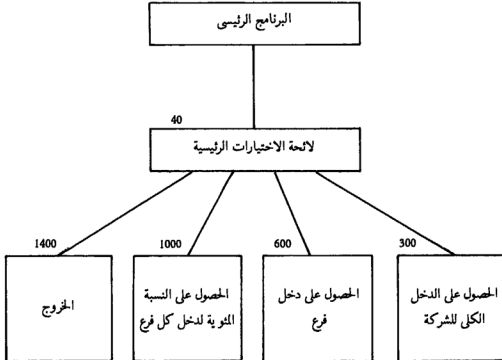 البرنامج الرئيسى
40
لائحة الاختيارات الرئيسية
300
600
1000
1400
الحصول على الدخل
الكلى للشركة
الحصول على دخل
فرع
الحصول على النسبة
المئوية لدخل كل فرع
الخروج